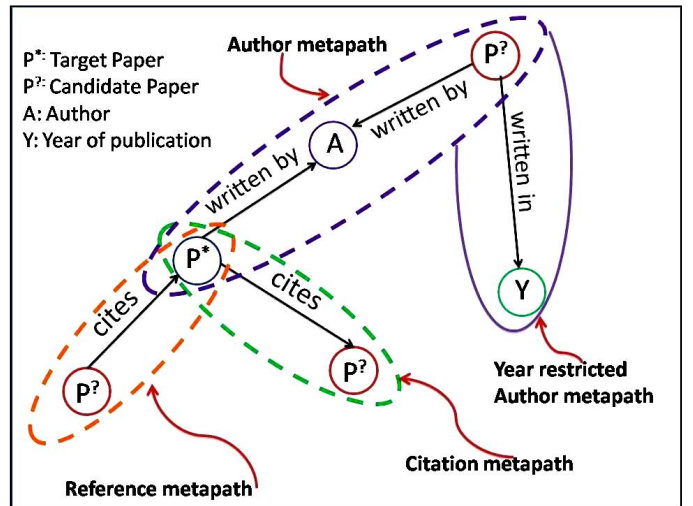 Author metapath
P*: Target Paper
P?: Candidate Paper
A: Author
Y: Year of publication
P?
written by
A
written by
written in
P*
cites
cites
Y
P?
P?
Year restricted
Author metapath
Citation metapath
Reference metapath